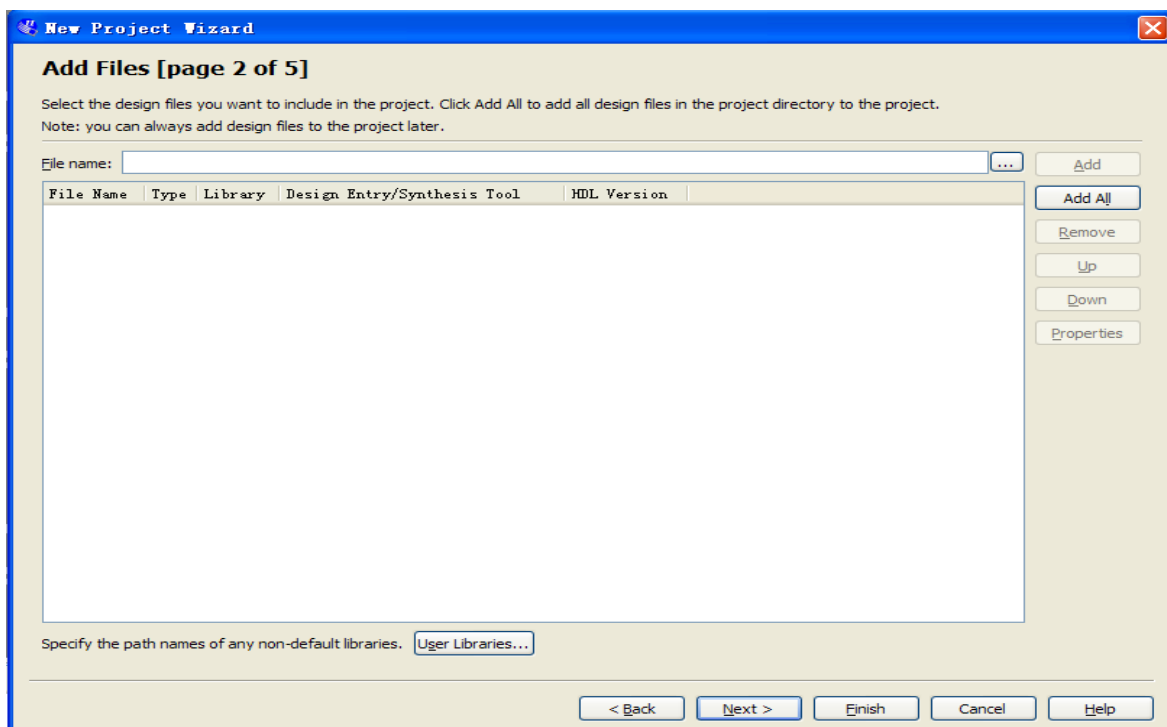 New Project Wizard
Add Files [page 2 of 5]
Select the design files you want to include in the project. Click Add All to add all design files in the project directory to the project.
Note: you can always add design files to the project later.
File name: ... Add
File Name Type Library Design Entry/Synthesis Tool HDL Version
Add All
Remove
Up
Down
Properties
Specify the path names of any non-default libraries. User Libraries...
< Back Next > Finish Cancel Help